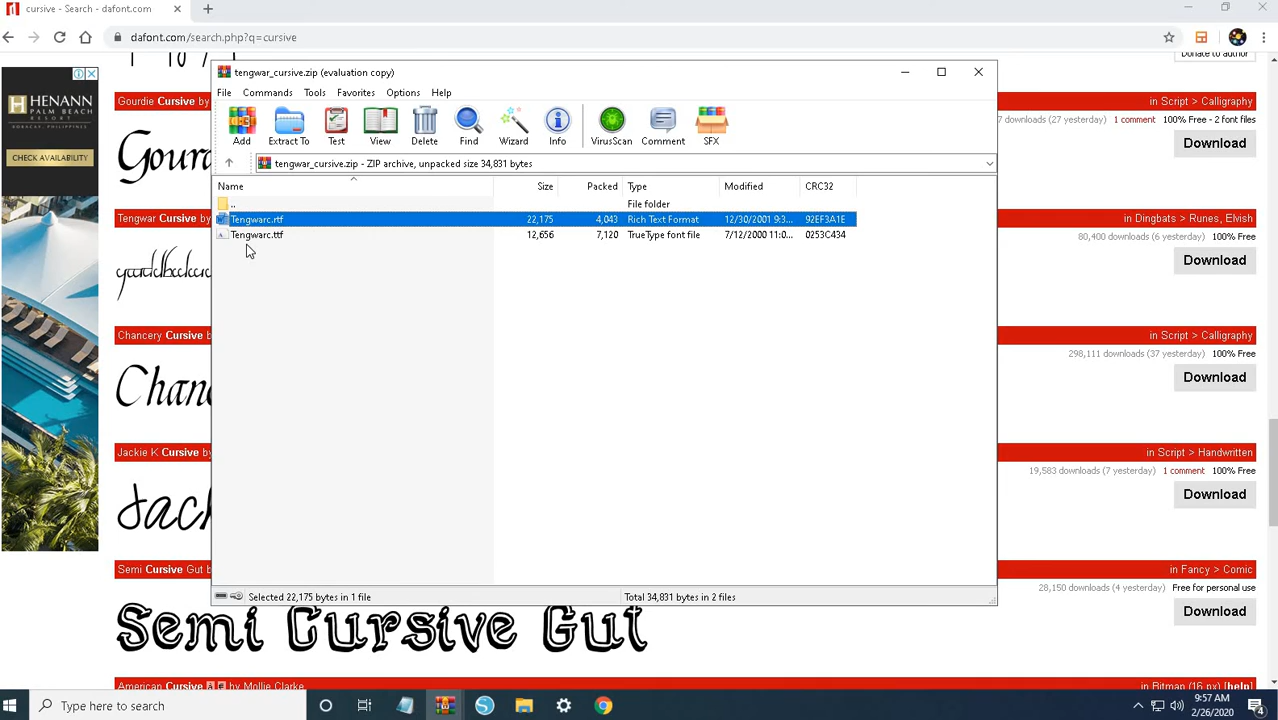 cursive - Search - dafont.com
dafont.com/search.php?q=cursive
Donate to author
HENANN
PALM BEACH
RESORT
BORACAY, PHILIPPINES
CHECK AVAILABILITY
Gourdie Cursive by
in Script > Calligraphy
downloads (27 yesterday) 1 comment 100% Free - 2 font files
Download
tengwar_cursive.zip (evaluation copy)
File Commands Tools Favorites Options Help
Add Extract To Test View Delete Find Wizard Info VirusScan Comment SFX
tengwar_cursive.zip - ZIP archive, unpacked size 34,831 bytes
Name Size Packed Type Modified CRC32
.. File folder
Tengwarc.rtf 22,175 4,043 Rich Text Format 12/30/2001 9:3... 92EF3A1E
Tengwarc.ttf 12,656 7,120 TrueType font file 7/12/2000 11:0... 0253C434
Selected 22,175 bytes in 1 file
Total 34,831 bytes in 2 files
Tengwar Cursive by
in Dingbats > Runes, Elvish
80,400 downloads (6 yesterday) 100% Free
Download
Chancery Cursive by
in Script > Calligraphy
298,111 downloads (37 yesterday) 100% Free
Download
Jackie K Cursive by
in Script > Handwritten
19,583 downloads (7 yesterday) 1 comment 100% Free
Download
Semi Cursive Gut by
in Fancy > Comic
28,150 downloads (4 yesterday) Free for personal use
Download
Semi Cursive Gut
American Cursive by Mollie Clarke
in Bitmap (16 px) [help]
Type here to search
9:57 AM
2/26/2020
4